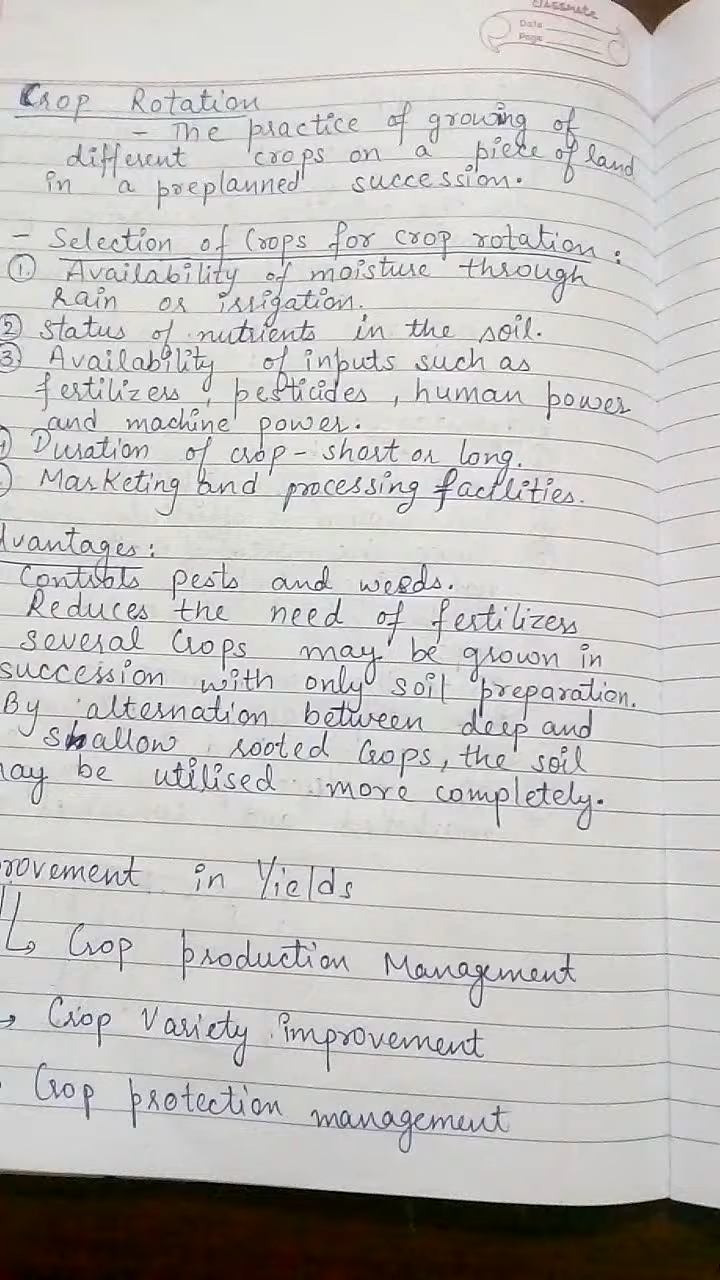 classmate
Date
Page
Crop Rotation
- The practice of growing of
different crops on a piece of land
in a preplanned succession.
- Selection of Crops for crop rotation:
① Availability of moisture through
Rain or irrigation.
② Status of nutrients in the soil.
③ Availability of inputs such as
fertilizers, pesticides, human power
and machine power.
Duration of crop - short or long.
Marketing and processing facilities.
dvantages:
Controls pests and weeds.
Reduces the need of fertilizers
several Crops may be grown in
succession with only soil preparation.
By alternation between deep and
shallow rooted Crops, the soil
ay be utilised more completely.
rovement in Yields
↳ Crop production Management
→ Crop Variety improvement
Crop protection management